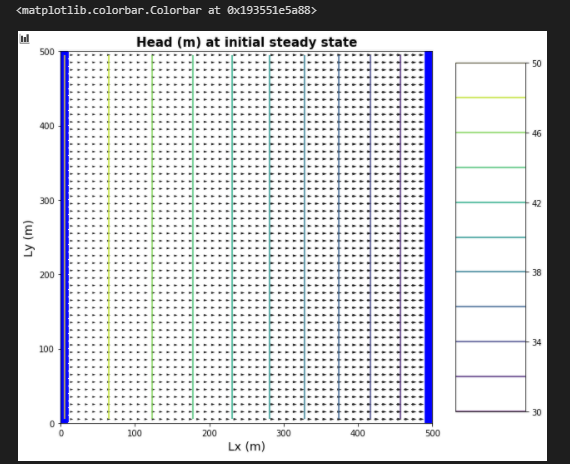 <matplotlib.colorbar.Colorbar at 0x193551e5a88>
Head (m) at initial steady state
500
400
300
200
100
0
Ly (m)
0 100 200 300 400 500
Lx (m)
50
46
42
38
34
30